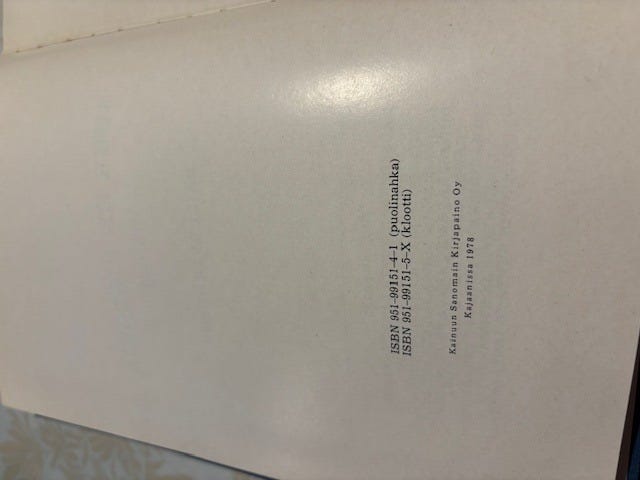 ISBN 951-99151-4-1 (puolinahka)
ISBN 951-99151-5-X (klootti)
Kainuun Sanomain Kirjapaino Oy
Kajaanissa 1978